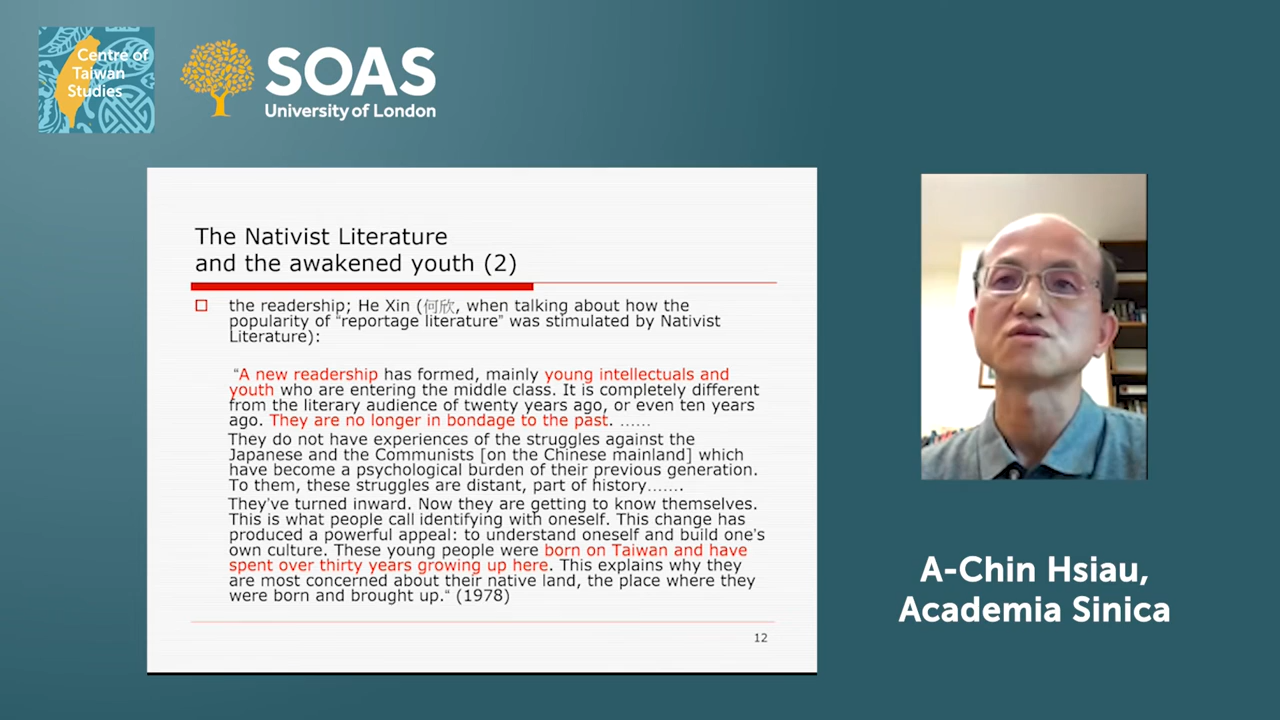 Centre of
Taiwan
Studies
SOAS
University of London
The Nativist Literature
and the awakened youth (2)
the readership; He Xin (何欣, when talking about how the
popularity of "reportage literature" was stimulated by Nativist
Literature):
"A new readership has formed, mainly young intellectuals and
youth who are entering the middle class. It is completely different
from the literary audience of twenty years ago, or even ten years
ago. They are no longer in bondage to the past. ......
They do not have experiences of the struggles against the
Japanese and the Communists [on the Chinese mainland] which
have become a psychological burden of their previous generation.
To them, these struggles are distant, part of history…….
They've turned inward. Now they are getting to know themselves.
This is what people call identifying with oneself. This change has
produced a powerful appeal: to understand oneself and build one's
own culture. These young people were born on Taiwan and have
spent over thirty years growing up here. This explains why they
are most concerned about their native land, the place where they
were born and brought up." (1978)
12
A-Chin Hsiau,
Academia Sinica